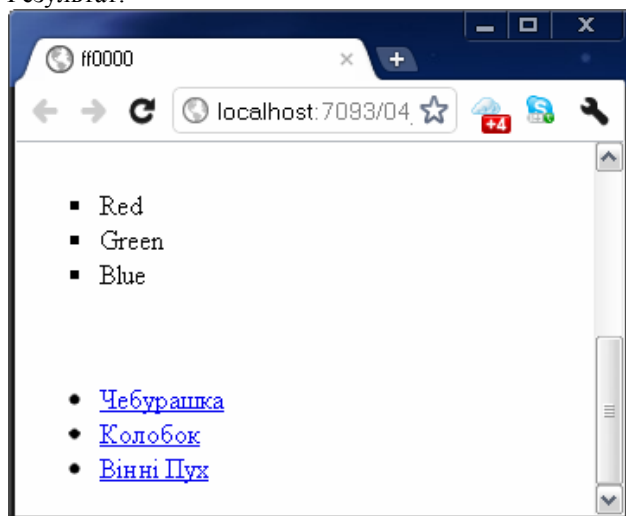 Результат:
ff0000
localhost:7093/04
+4
Red
Green
Blue
Чебурашка
Колобок
Вінні Пух